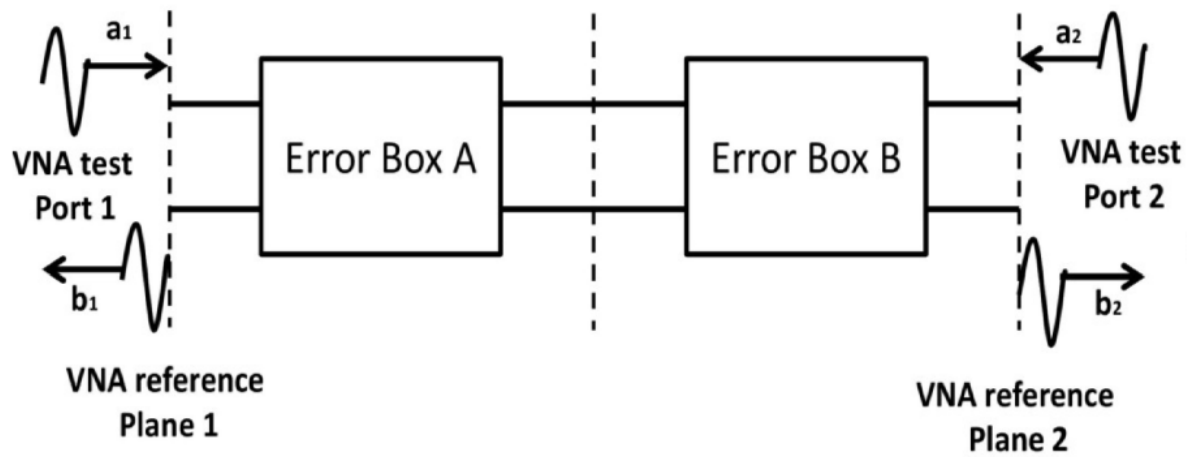 a1
a2
Error Box A
Error Box B
VNA test
Port 1
VNA test
Port 2
b1
b2
VNA reference
Plane 1
VNA reference
Plane 2